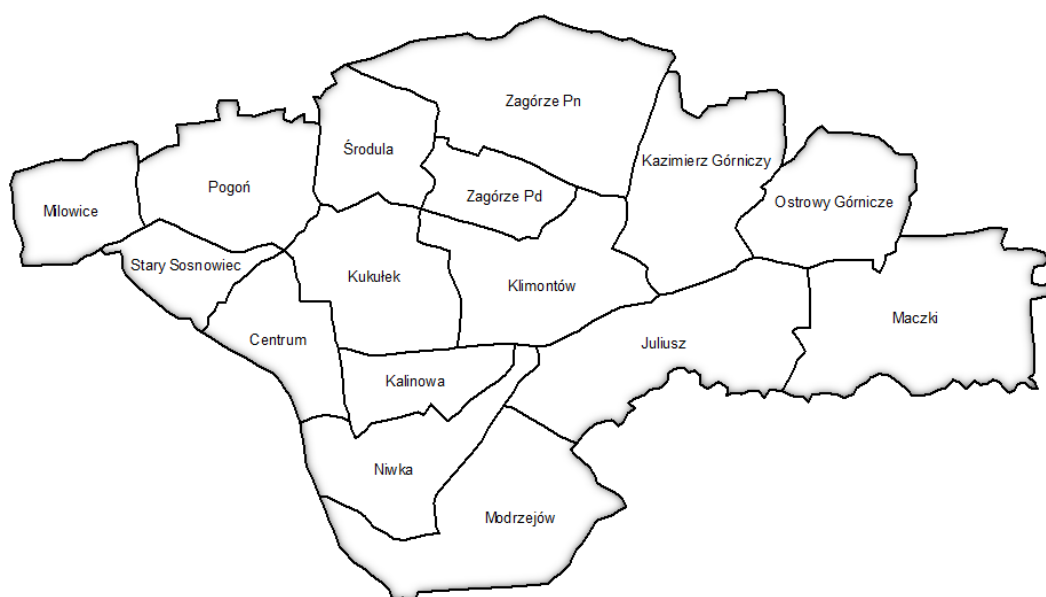 Zagórze Pn
Środula
Kazimierz Górniczy
Pogoń
Zagórze Pd
Ostrowy Górnicze
Milowice
Stary Sosnowiec
Kukułek
Klimontów
Maczki
Centrum
Juliusz
Kalinowa
Niwka
Modrzejów